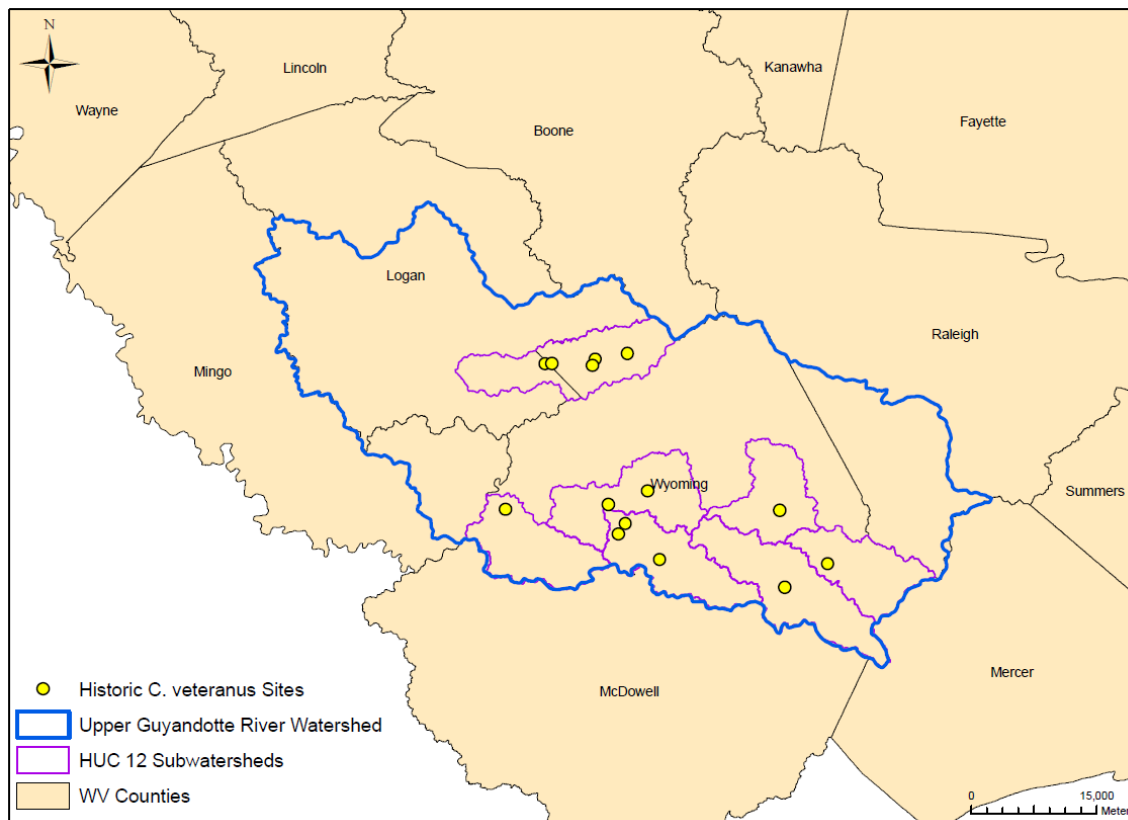 N
Lincoln
Kanawha
Wayne
Boone
Fayette
Logan
Raleigh
Mingo
Wyoming
Summers
Mercer
McDowell
Historic C. veteranus Sites
Upper Guyandotte River Watershed
HUC 12 Subwatersheds
WV Counties
0 15,000
Meter